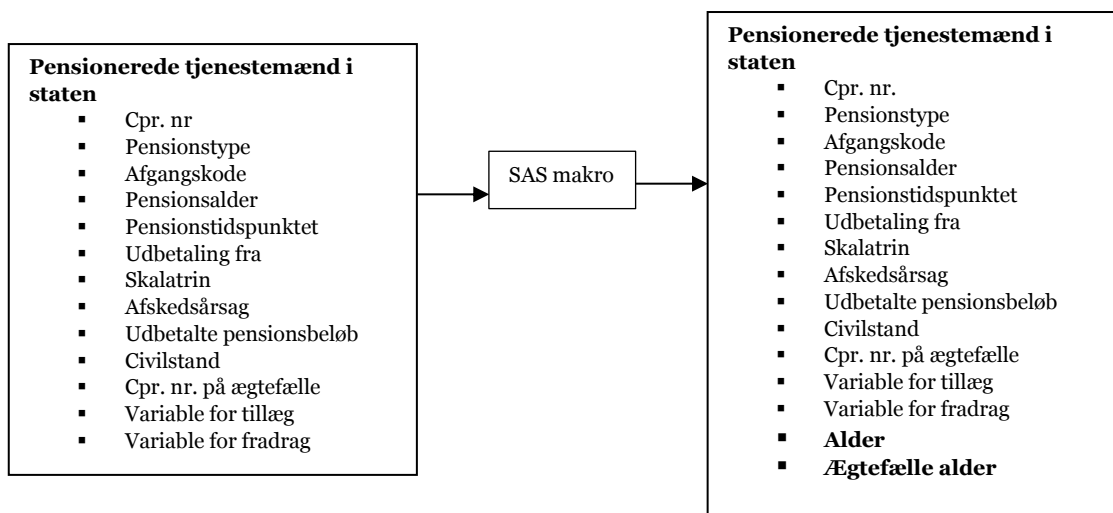 Pensionerede tjenestemænd i
staten
▪ Cpr. nr
▪ Pensionstype
▪ Afgangskode
▪ Pensionsalder
▪ Pensionstidspunktet
▪ Udbetaling fra
▪ Skalatrin
▪ Afskedsårsag
▪ Udbetalte pensionsbeløb
▪ Civilstand
▪ Cpr. nr. på ægtefælle
▪ Variable for tillæg
▪ Variable for fradrag
SAS makro
Pensionerede tjenestemænd i
staten
▪ Cpr. nr.
▪ Pensionstype
▪ Afgangskode
▪ Pensionsalder
▪ Pensionstidspunktet
▪ Udbetaling fra
▪ Skalatrin
▪ Afskedsårsag
▪ Udbetalte pensionsbeløb
▪ Civilstand
▪ Cpr. nr. på ægtefælle
▪ Variable for tillæg
▪ Variable for fradrag
▪ Alder
▪ Ægtefælle alder